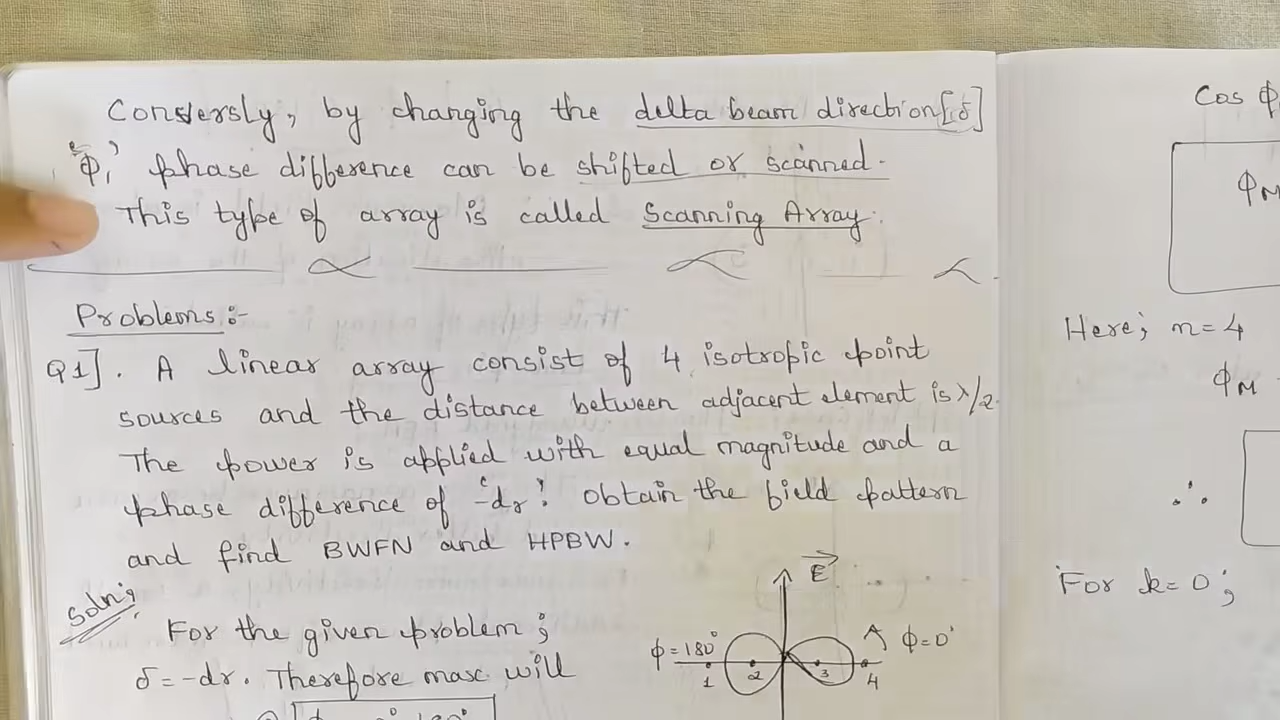 Conversly, by changing the delta beam direction[δ]
'ϕ', phase difference can be shifted or scanned.
This type of array is called Scanning Array.
Problems:-
Q1]. A linear array consist of 4 isotropic point
sources and the distance between adjacent element is λ/2.
The power is applied with equal magnitude and a
phase difference of '-dr'. Obtain the field pattern
and find BWFN and HPBW.
Soln;
For the given problem;
δ = -dr. Therefore max will
E
ϕ=180°
ϕ=0°
1 2 3 4
Cos ϕ
ϕM
Here; n=4
ϕM
∴
For k=0;